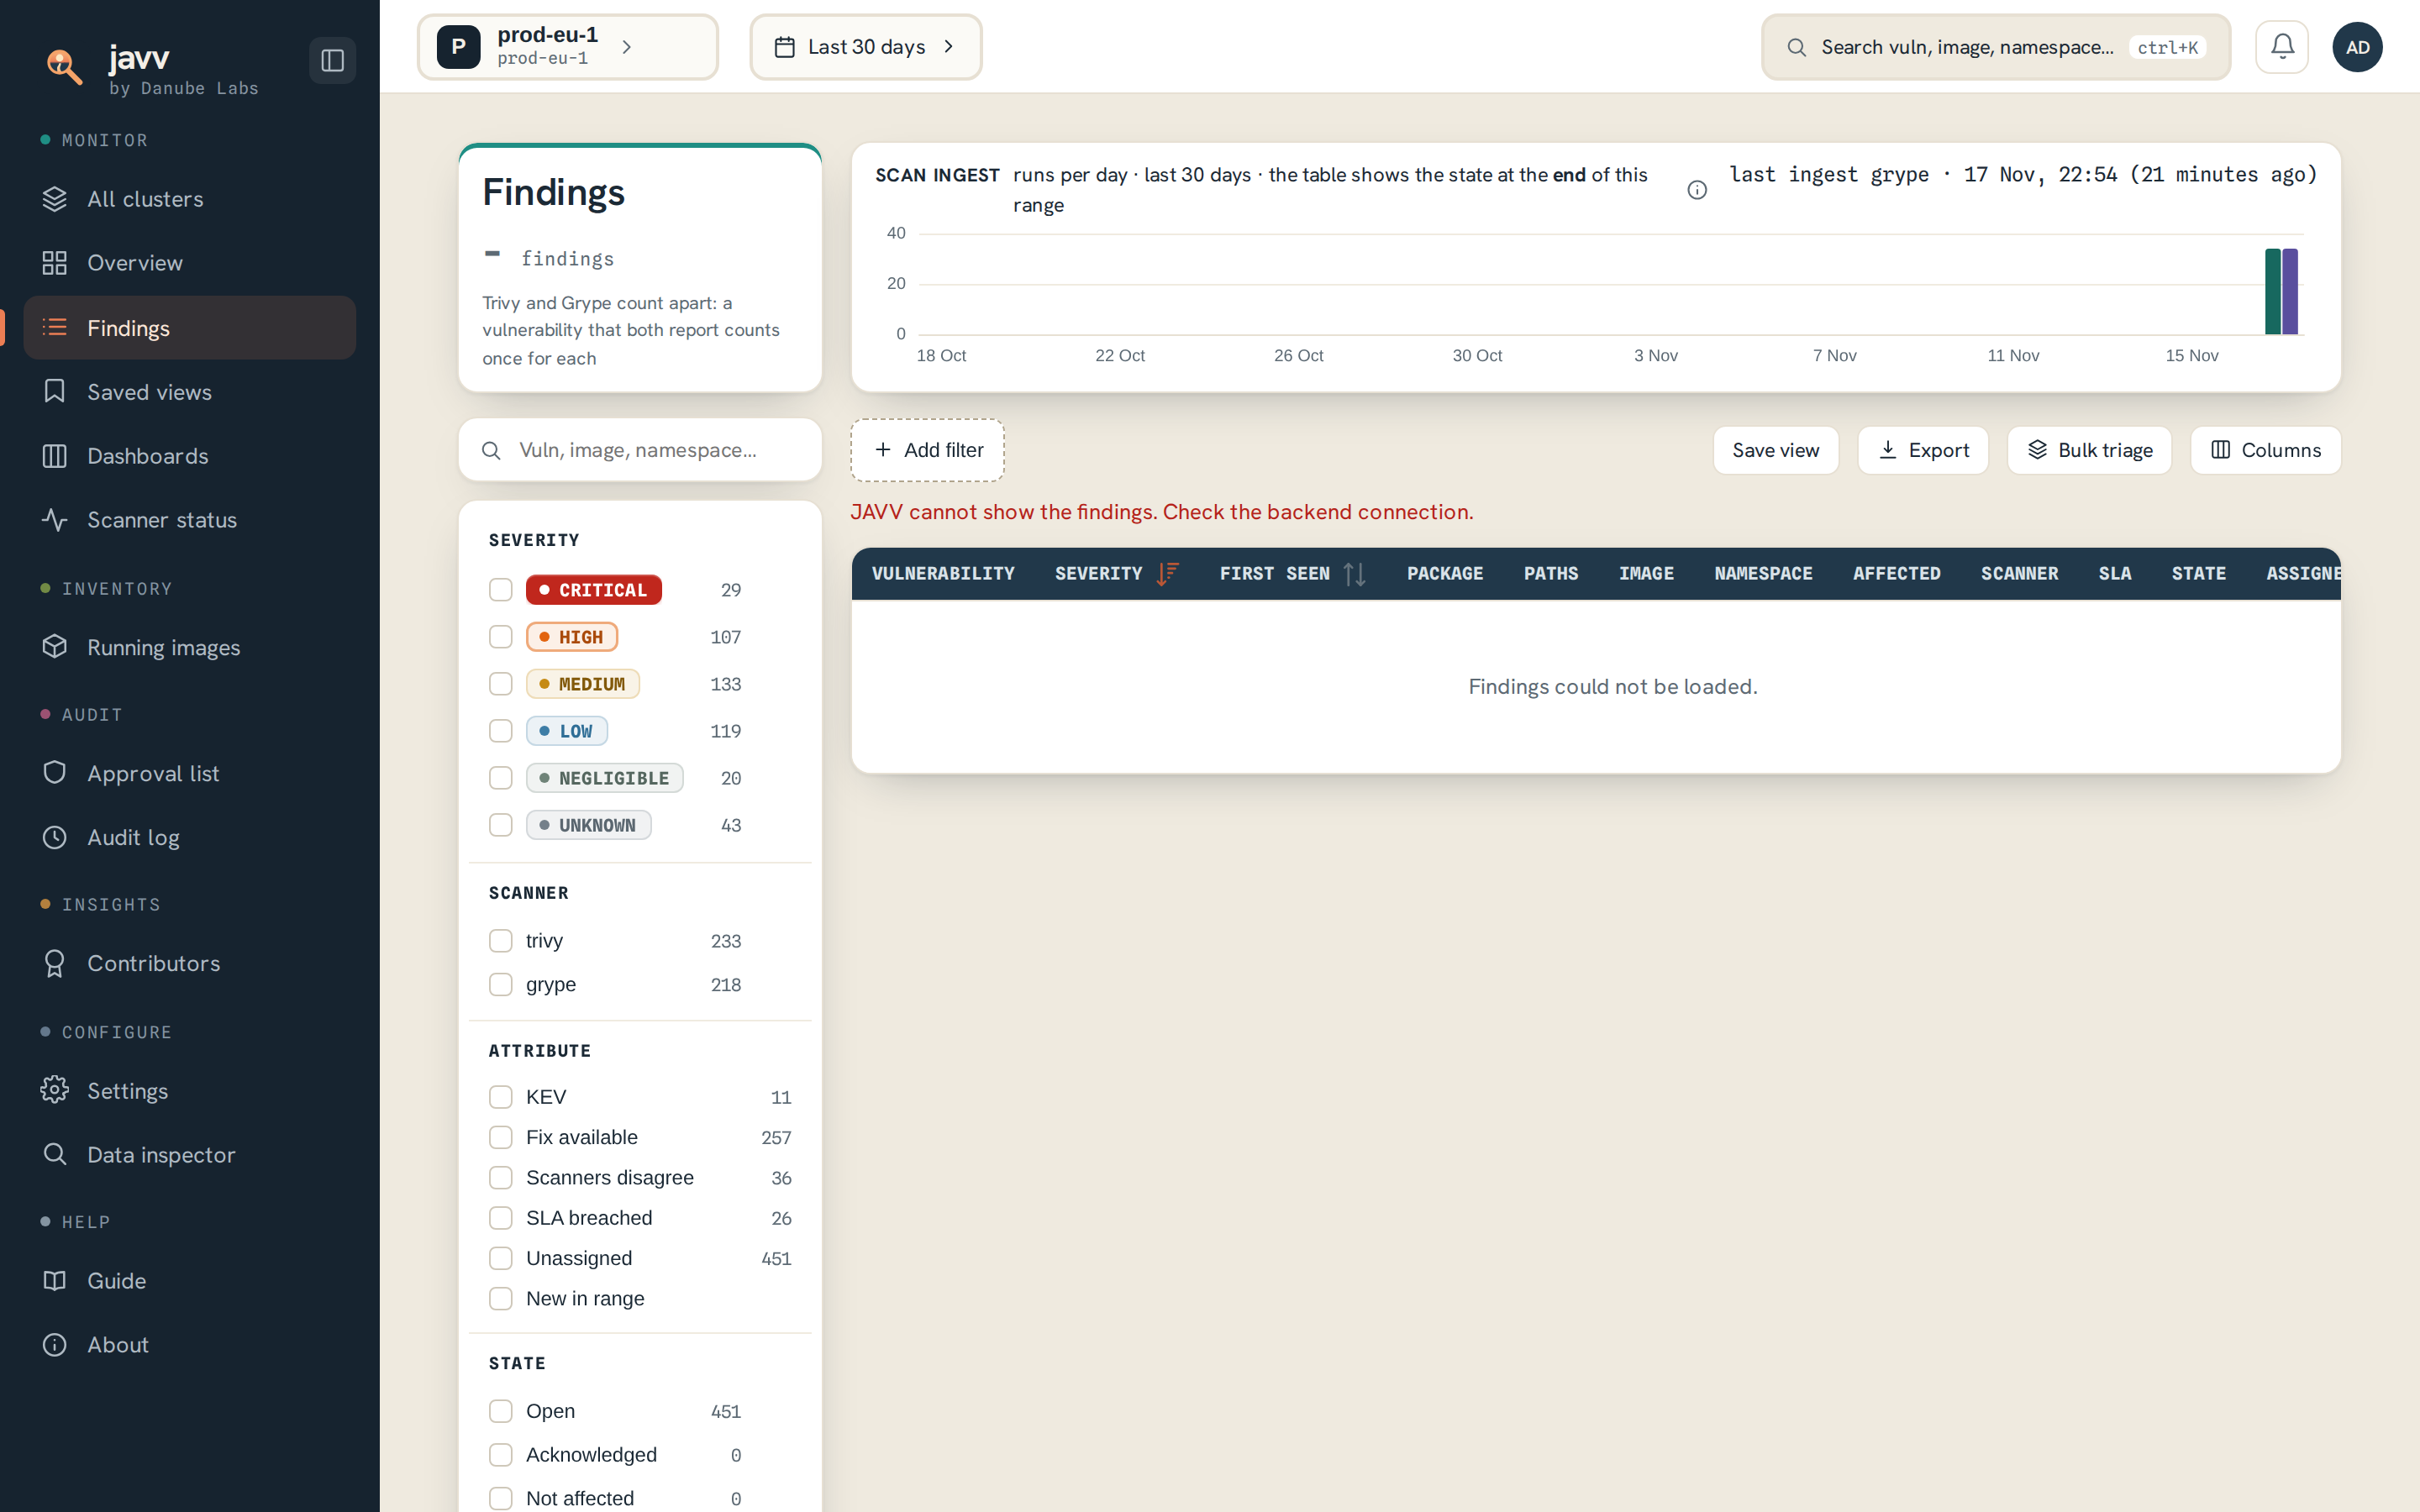 javv
by Danube Labs
MONITOR
All clusters
Overview
Findings
Saved views
Dashboards
Scanner status
INVENTORY
Running images
AUDIT
Approval list
Audit log
INSIGHTS
Contributors
CONFIGURE
Settings
Data inspector
HELP
Guide
About
P
prod-eu-1
prod-eu-1
Last 30 days
Search vuln, image, namespace... ctrl+K
AD
Findings
– findings
Trivy and Grype count apart: a
vulnerability that both report counts
once for each
SCAN INGEST runs per day · last 30 days · the table shows the state at the end of this
range
last ingest grype · 17 Nov, 22:54 (21 minutes ago)
40
20
0
18 Oct 22 Oct 26 Oct 30 Oct 3 Nov 7 Nov 11 Nov 15 Nov
Vuln, image, namespace...
Add filter
Save view Export Bulk triage Columns
JAVV cannot show the findings. Check the backend connection.
VULNERABILITY SEVERITY FIRST SEEN PACKAGE PATHS IMAGE NAMESPACE AFFECTED SCANNER SLA STATE ASSIGNE
Findings could not be loaded.
SEVERITY
CRITICAL 29
HIGH 107
MEDIUM 133
LOW 119
NEGLIGIBLE 20
UNKNOWN 43
SCANNER
trivy 233
grype 218
ATTRIBUTE
KEV 11
Fix available 257
Scanners disagree 36
SLA breached 26
Unassigned 451
New in range
STATE
Open 451
Acknowledged 0
Not affected 0